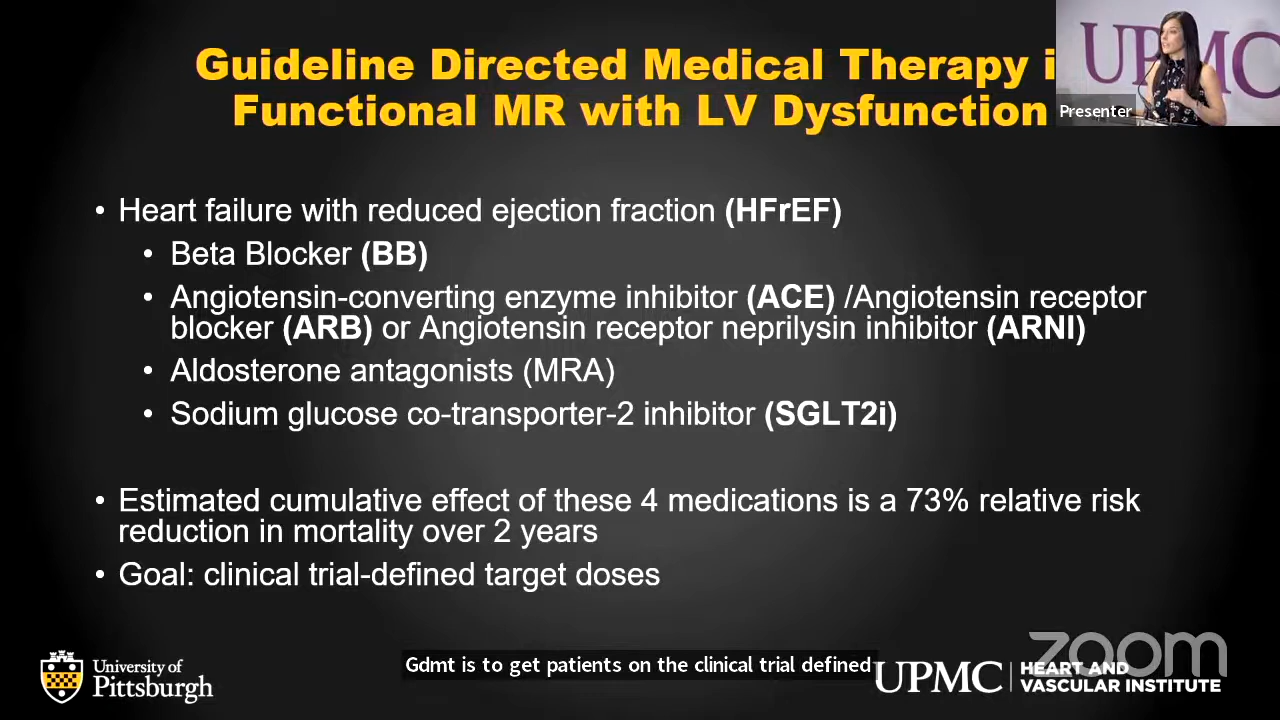 Guideline Directed Medical Therapy i
Functional MR with LV Dysfunction
UPMC
Presenter
• Heart failure with reduced ejection fraction (HFrEF)
• Beta Blocker (BB)
• Angiotensin-converting enzyme inhibitor (ACE) /Angiotensin receptor
blocker (ARB) or Angiotensin receptor neprilysin inhibitor (ARNI)
• Aldosterone antagonists (MRA)
• Sodium glucose co-transporter-2 inhibitor (SGLT2i)
• Estimated cumulative effect of these 4 medications is a 73% relative risk
reduction in mortality over 2 years
• Goal: clinical trial-defined target doses
University of
Pittsburgh
Gdmt is to get patients on the clinical trial defined
UPMC
HEART AND
VASCULAR INSTITUTE
zoom